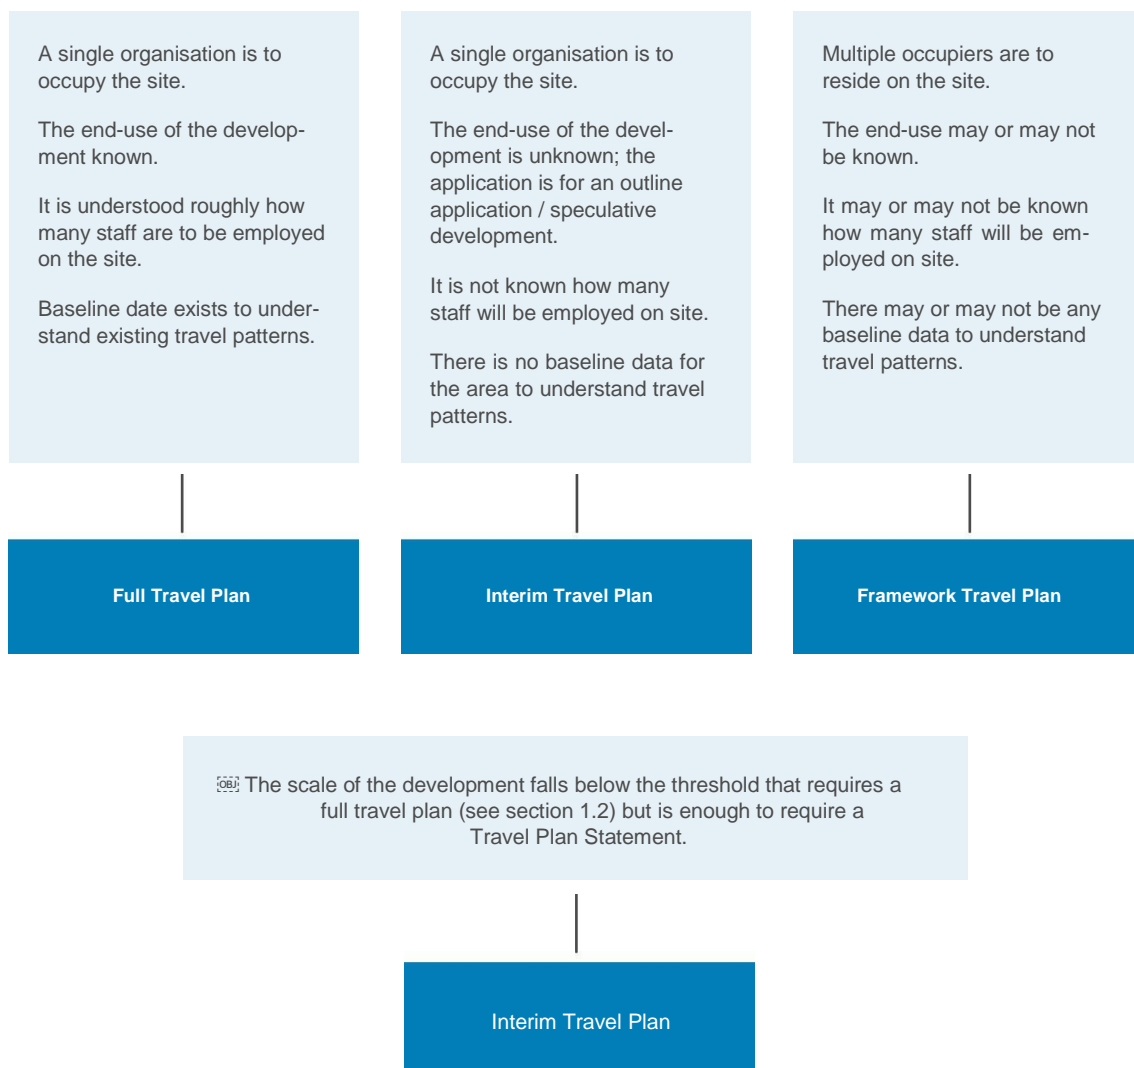 A single organisation is to
occupy the site.
The end-use of the develop-
ment known.
It is understood roughly how
many staff are to be employed
on the site.
Baseline date exists to under-
stand existing travel patterns.
A single organisation is to
occupy the site.
The end-use of the devel-
opment is unknown; the
application is for an outline
application / speculative
development.
It is not known how many
staff will be employed on site.
There is no baseline data for
the area to understand travel
patterns.
Multiple occupiers are to
reside on the site.
The end-use may or may not
be known.
It may or may not be known
how many staff will be em-
ployed on site.
There may or may not be any
baseline data to understand
travel patterns.
Full Travel Plan
Interim Travel Plan
Framework Travel Plan
OBJ The scale of the development falls below the threshold that requires a
full travel plan (see section 1.2) but is enough to require a
Travel Plan Statement.
Interim Travel Plan